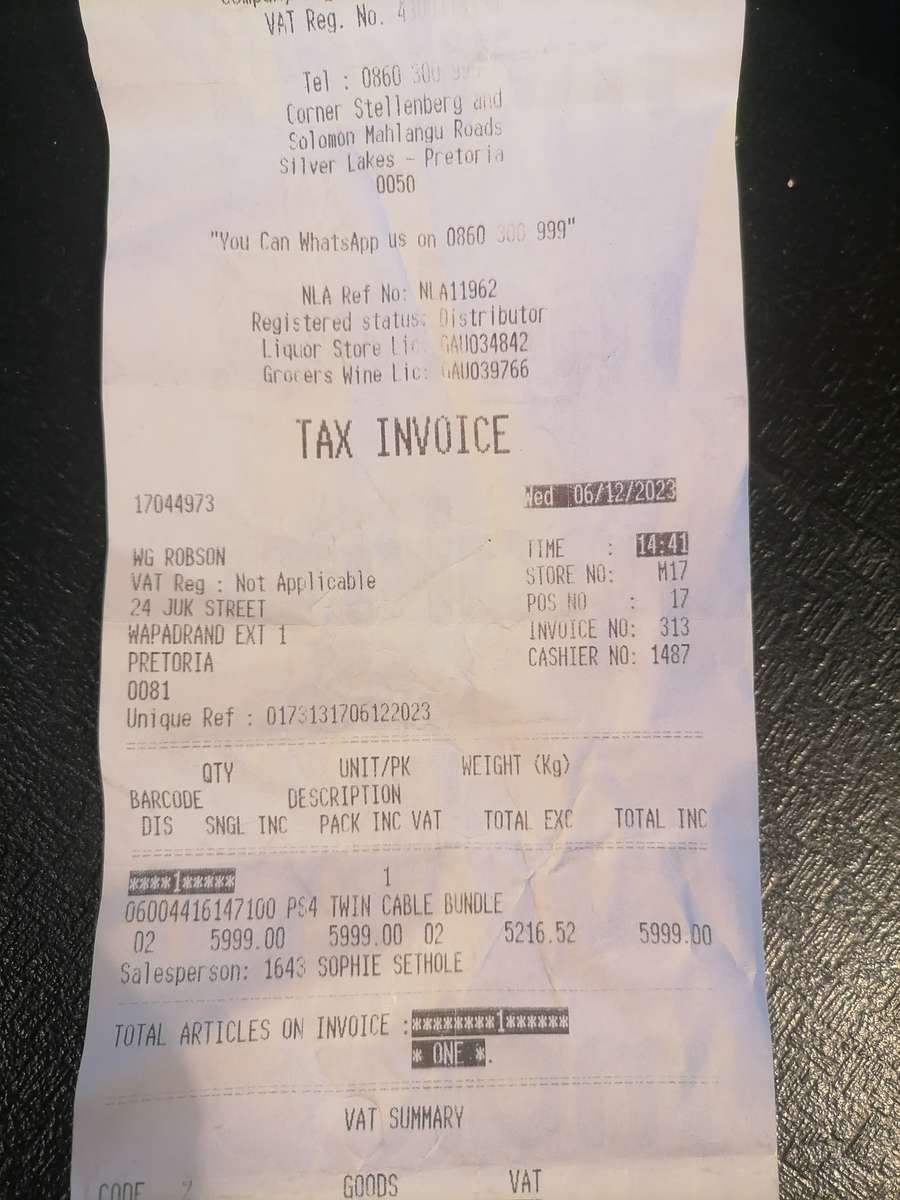 VAT Reg. No. 
Tel : 0860 300 99
Corner Stellenberg and
Solomon Mahlangu Roads
Silver Lakes - Pretoria
0050
"You Can WhatsApp us on 0860 300 999"
NLA Ref No: NLA11962
Registered status: Distributor
Liquor Store Lic: GAU034842
Grocers Wine Lic: GAU039766
TAX INVOICE
17044973 Wed 06/12/2023
TIME : 14:41
WG ROBSON STORE NO: M17
VAT Reg : Not Applicable POS NO : 17
24 JUK STREET INVOICE NO: 313
WAPADRAND EXT 1 CASHIER NO: 1487
PRETORIA
0081
Unique Ref : 0173131706122023
QTY UNIT/PK WEIGHT (Kg)
BARCODE DESCRIPTION
DIS SNGL INC PACK INC VAT TOTAL EXC TOTAL INC
****1***** 1
06004416147100 PS4 TWIN CABLE BUNDLE
02 5999.00 5999.00 02 5216.52 5999.00
Salesperson: 1643 SOPHIE SETHOLE
TOTAL ARTICLES ON INVOICE :********1******
* ONE *.
VAT SUMMARY
CODE % GOODS VAT